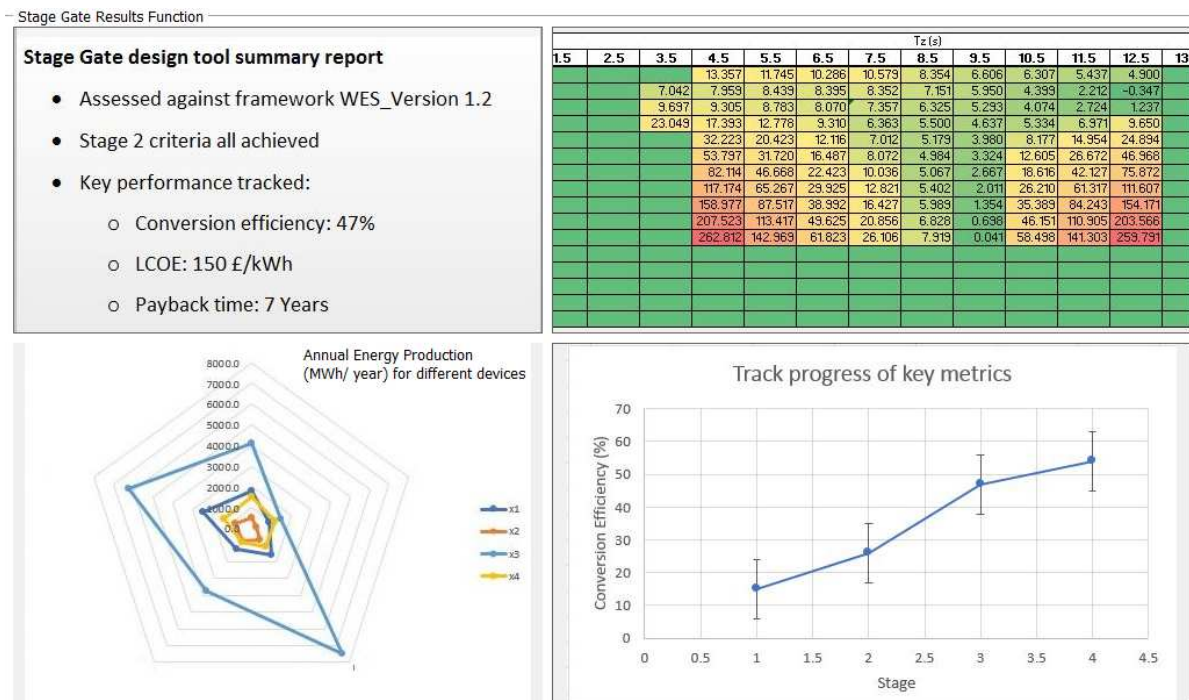 Stage Gate Results Function
Stage Gate design tool summary report
• Assessed against framework WES_Version 1.2
• Stage 2 criteria all achieved
• Key performance tracked:
o Conversion efficiency: 47%
o LCOE: 150 £/kWh
o Payback time: 7 Years
Tz (s)
1.5 2.5 3.5 4.5 5.5 6.5 7.5 8.5 9.5 10.5 11.5 12.5 13
13.357 11.745 10.286 10.579 8.354 6.606 6.307 5.437 4.900
7.042 7.959 8.439 8.395 8.352 7.151 5.950 4.399 2.212 -0.347
9.697 9.305 8.783 8.070 7.357 6.325 5.293 4.074 2.724 1.237
23.049 17.393 12.778 9.310 6.363 5.500 4.637 5.334 6.971 9.650
32.223 20.423 12.116 7.012 5.179 3.980 8.177 14.954 24.894
53.797 31.720 16.487 8.072 4.984 3.324 12.605 26.672 46.968
82.114 46.668 22.423 10.036 5.067 2.667 18.616 42.127 75.872
117.174 65.267 29.925 12.821 5.402 2.011 26.210 61.317 111.607
158.977 87.517 38.992 16.427 5.989 1.354 35.389 84.243 154.171
207.523 113.417 49.625 20.856 6.828 0.698 46.151 110.905 203.566
262.812 142.969 61.823 26.106 7.919 0.041 58.498 141.303 259.791
Annual Energy Production
(MWh/ year) for different devices
8000.0
7000.0
6000.0
5000.0
4000.0
3000.0
2000.0
1000.0
0.0
x1
x2
x3
x4
Track progress of key metrics
Conversion Efficiency (%)
70
60
50
40
30
20
10
0
0 0.5 1 1.5 2 2.5 3 3.5 4 4.5
Stage